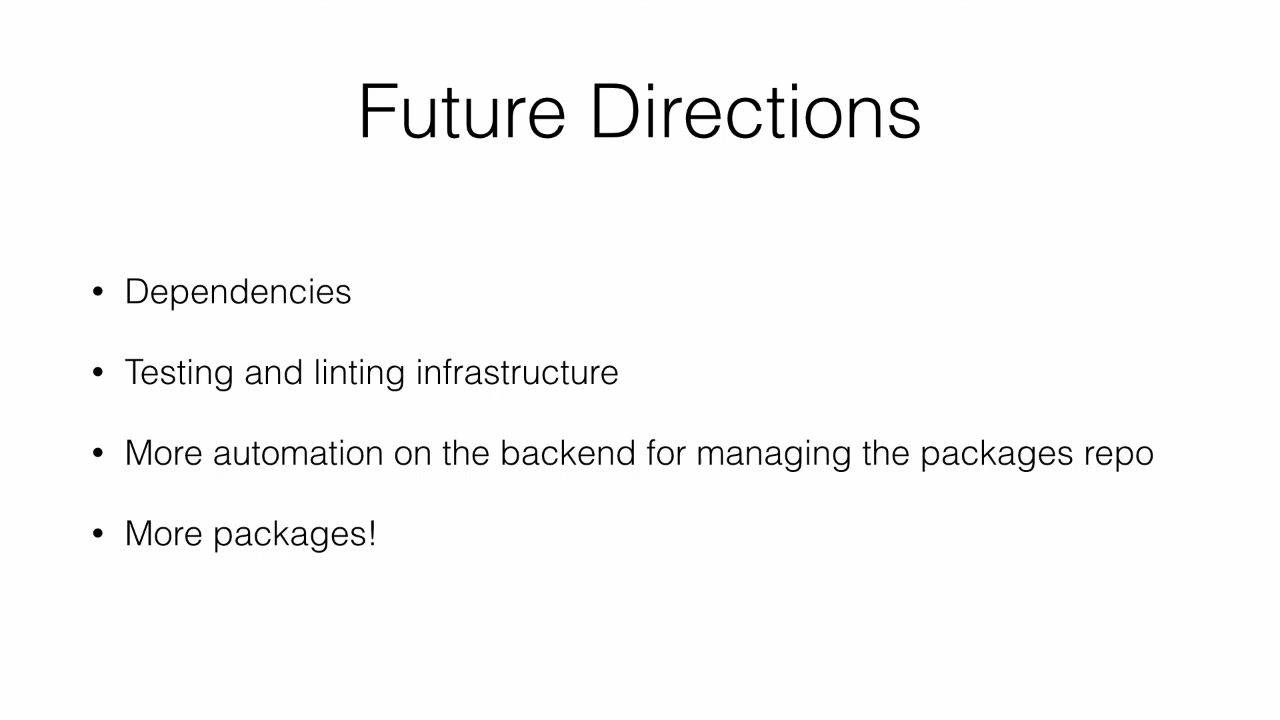 Future Directions
• Dependencies
• Testing and linting infrastructure
• More automation on the backend for managing the packages repo
• More packages!